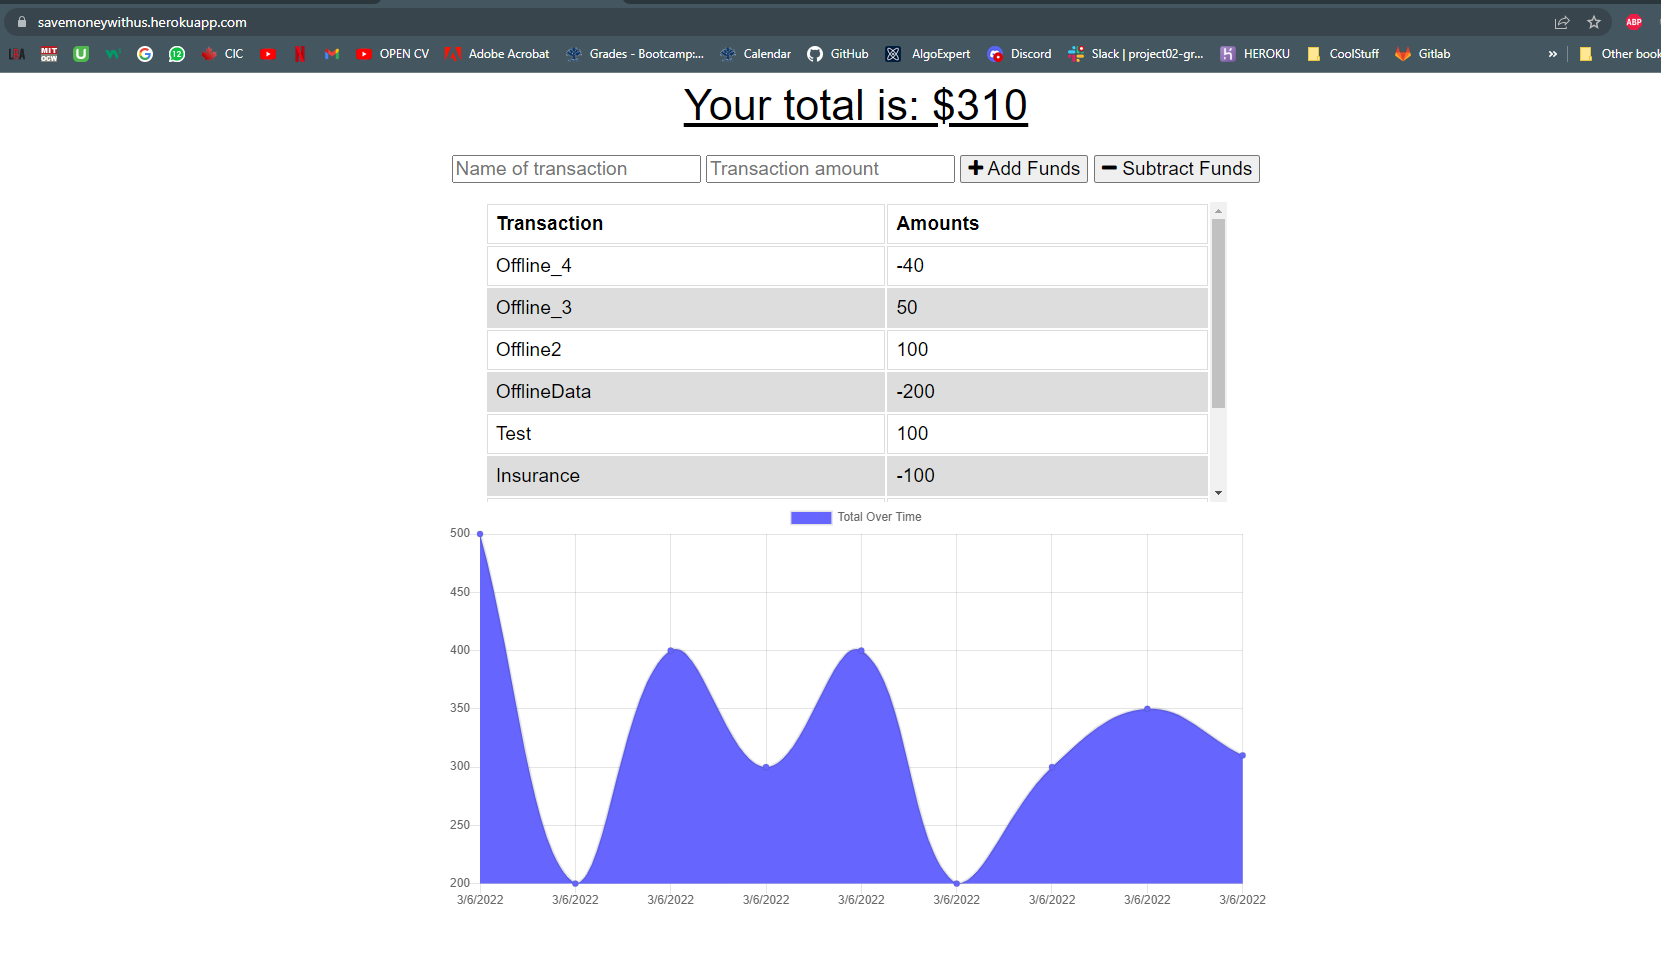 savemoneywithus.herokuapp.com
ABP
MIT OCW U G 12 CIC OPEN CV Adobe Acrobat Grades - Bootcamp:... Calendar GitHub AlgoExpert Discord Slack | project02-gr... H HEROKU CoolStuff Gitlab » Other book
Your total is: $310
Name of transaction Transaction amount Add Funds Subtract Funds
Transaction Amounts
Offline_4 -40
Offline_3 50
Offline2 100
OfflineData -200
Test 100
Insurance -100
Total Over Time
500
450
400
350
300
250
200
3/6/2022 3/6/2022 3/6/2022 3/6/2022 3/6/2022 3/6/2022 3/6/2022 3/6/2022 3/6/2022